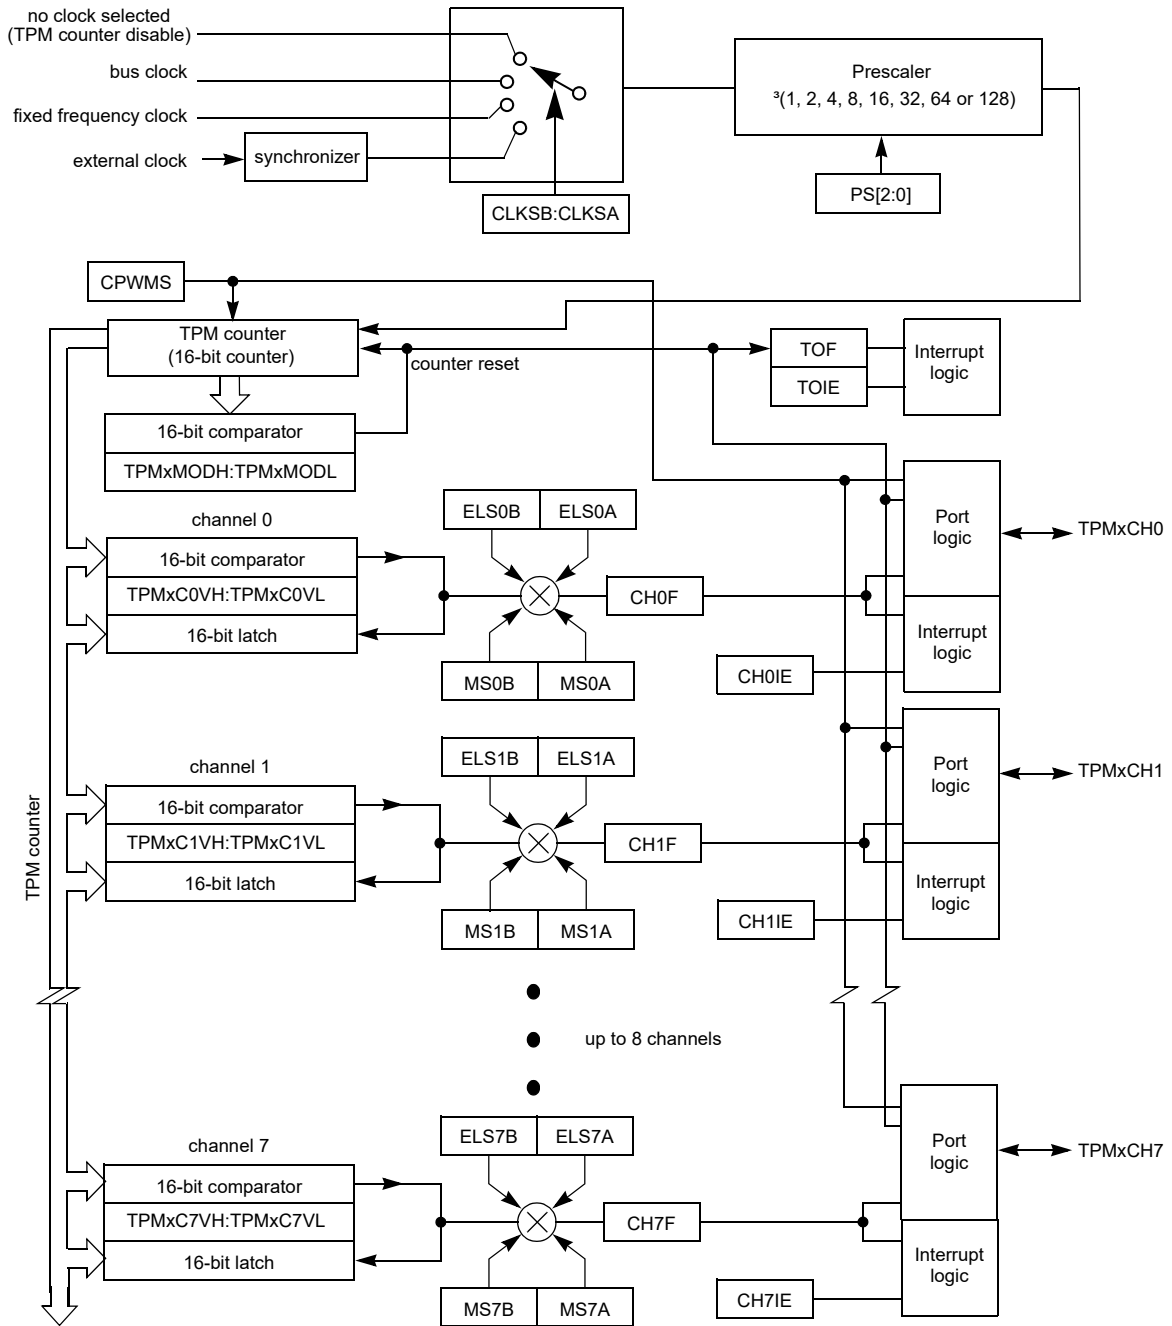 no clock selected
(TPM counter disable)
bus clock
fixed frequency clock
external clock
synchronizer
CLKSB:CLKSA
Prescaler
³(1, 2, 4, 8, 16, 32, 64 or 128)
PS[2:0]
CPWMS
TPM counter
(16-bit counter)
counter reset
TOF
TOIE
Interrupt
logic
16-bit comparator
TPMxMODH:TPMxMODL
channel 0
16-bit comparator
TPMxC0VH:TPMxC0VL
16-bit latch
ELS0B
ELS0A
MS0B
MS0A
CH0F
CH0IE
Port
logic
Interrupt
logic
TPMxCH0
channel 1
16-bit comparator
TPMxC1VH:TPMxC1VL
16-bit latch
ELS1B
ELS1A
MS1B
MS1A
CH1F
CH1IE
Port
logic
Interrupt
logic
TPMxCH1
TPM counter
up to 8 channels
channel 7
16-bit comparator
TPMxC7VH:TPMxC7VL
16-bit latch
ELS7B
ELS7A
MS7B
MS7A
CH7F
CH7IE
Port
logic
Interrupt
logic
TPMxCH7